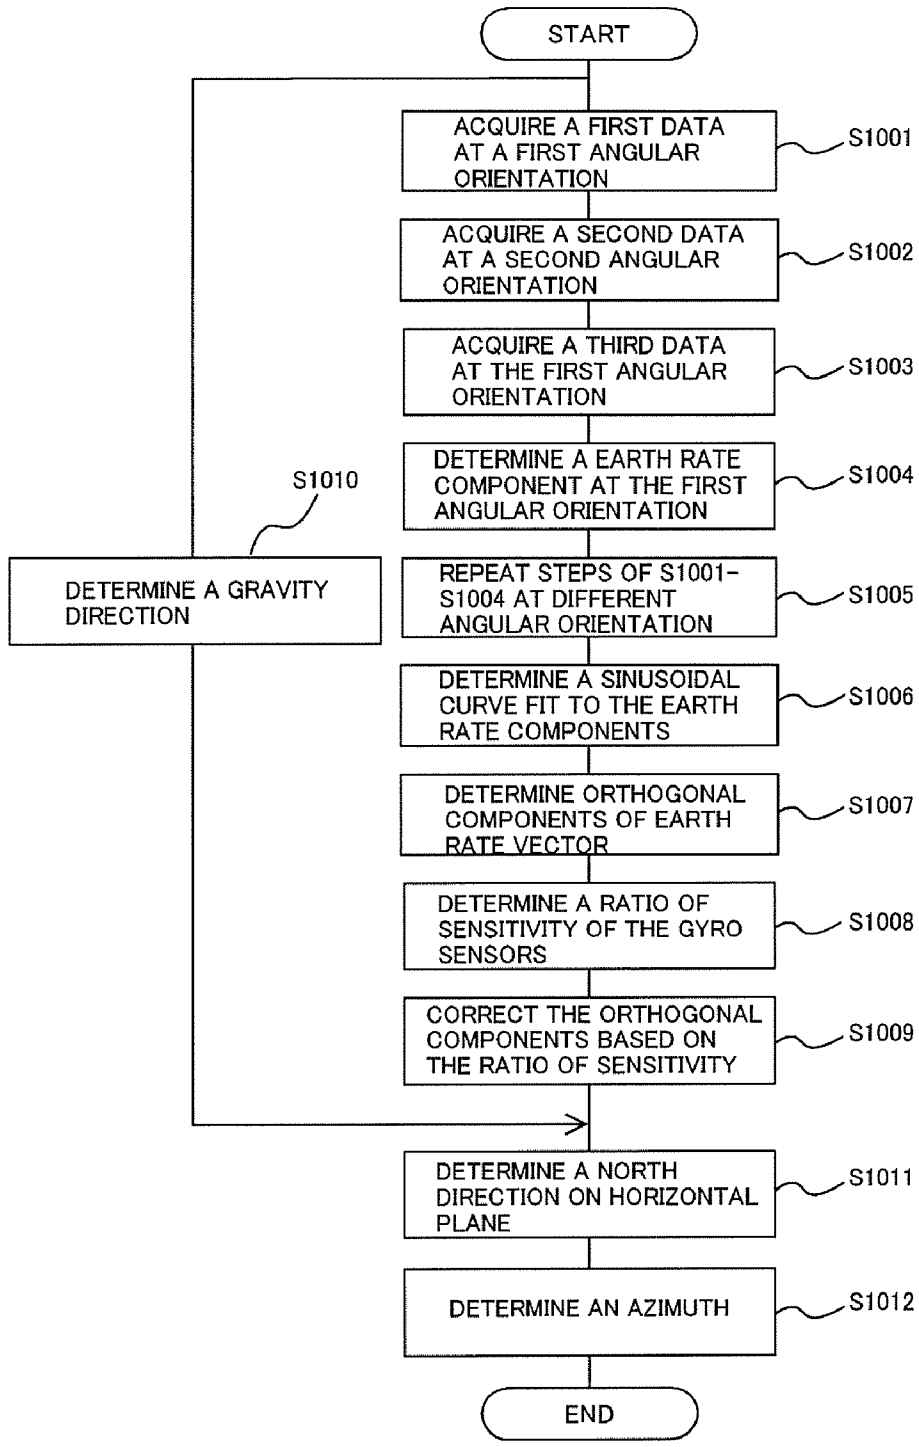 START
ACQUIRE A FIRST DATA
AT A FIRST ANGULAR
ORIENTATION
S1001
ACQUIRE A SECOND DATA
AT A SECOND ANGULAR
ORIENTATION
S1002
ACQUIRE A THIRD DATA
AT THE FIRST ANGULAR
ORIENTATION
S1003
DETERMINE A EARTH RATE
COMPONENT AT THE FIRST
ANGULAR ORIENTATION
S1004
S1010
DETERMINE A GRAVITY
DIRECTION
REPEAT STEPS OF S1001-
S1004 AT DIFFERENT
ANGULAR ORIENTATION
S1005
DETERMINE A SINUSOIDAL
CURVE FIT TO THE EARTH
RATE COMPONENTS
S1006
DETERMINE ORTHOGONAL
COMPONENTS OF EARTH
RATE VECTOR
S1007
DETERMINE A RATIO OF
SENSITIVITY OF THE GYRO
SENSORS
S1008
CORRECT THE ORTHOGONAL
COMPONENTS BASED ON
THE RATIO OF SENSITIVITY
S1009
DETERMINE A NORTH
DIRECTION ON HORIZONTAL
PLANE
S1011
DETERMINE AN AZIMUTH
S1012
END